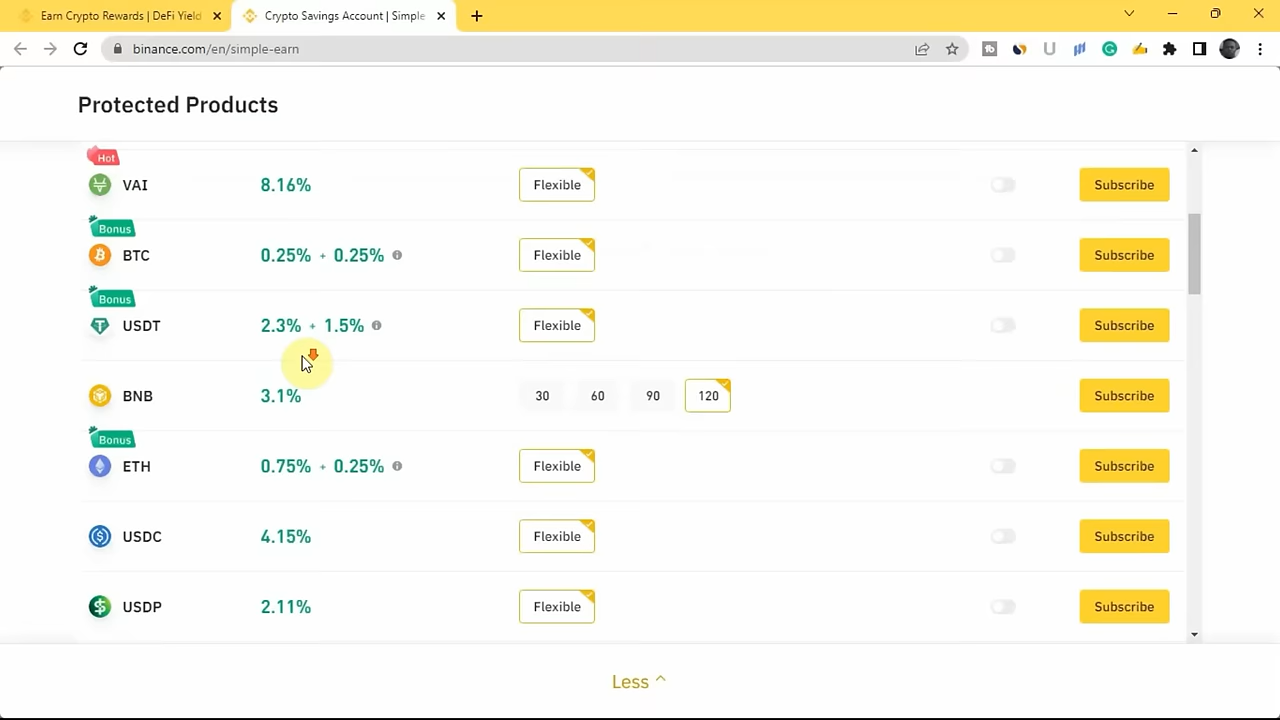 Earn Crypto Rewards | DeFi Yield
Crypto Savings Account | Simple
binance.com/en/simple-earn
Protected Products
Hot
VAI 8.16% Flexible Subscribe
Bonus
BTC 0.25% + 0.25% Flexible Subscribe
Bonus
USDT 2.3% + 1.5% Flexible Subscribe
BNB 3.1% 30 60 90 120 Subscribe
Bonus
ETH 0.75% + 0.25% Flexible Subscribe
USDC 4.15% Flexible Subscribe
USDP 2.11% Flexible Subscribe
Less